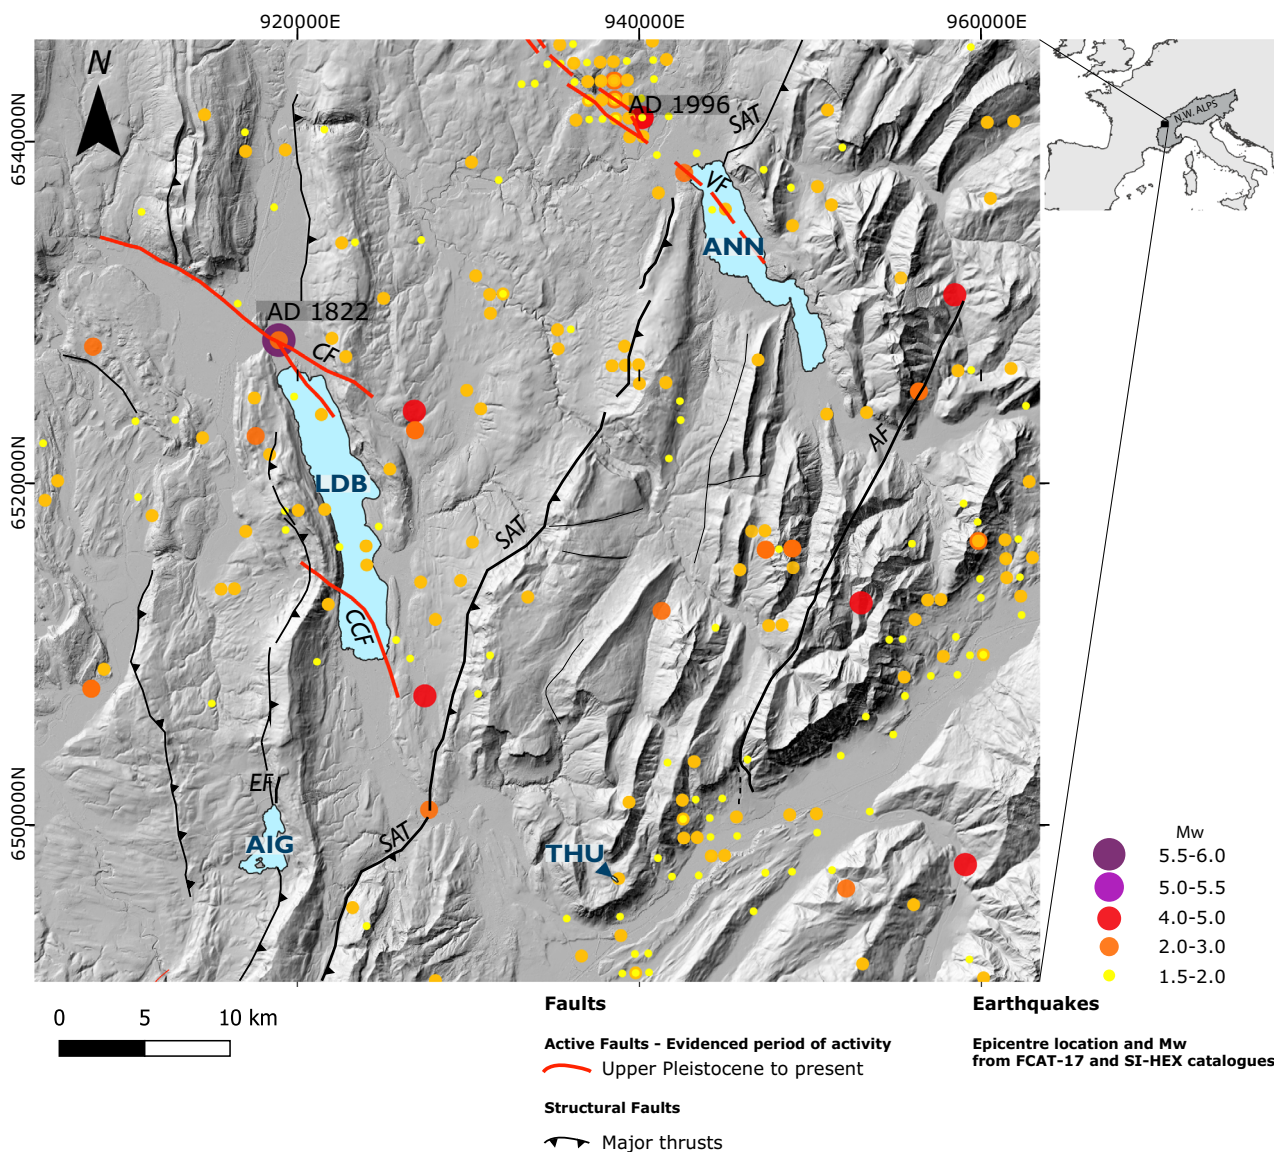 920000E
940000E
960000E
N
6540000N
6520000N
6500000N
AD 1996
SAT
VF
ANN
N.W. ALPS
AD 1822
CF
AF
LDB
SAT
CCF
EF
AIG
SAT
THU
Mw
5.5-6.0
5.0-5.5
4.0-5.0
2.0-3.0
1.5-2.0
0 5 10 km
Faults
Active Faults - Evidenced period of activity
Upper Pleistocene to present
Structural Faults
Major thrusts
Earthquakes
Epicentre location and Mw
from FCAT-17 and SI-HEX catalogues